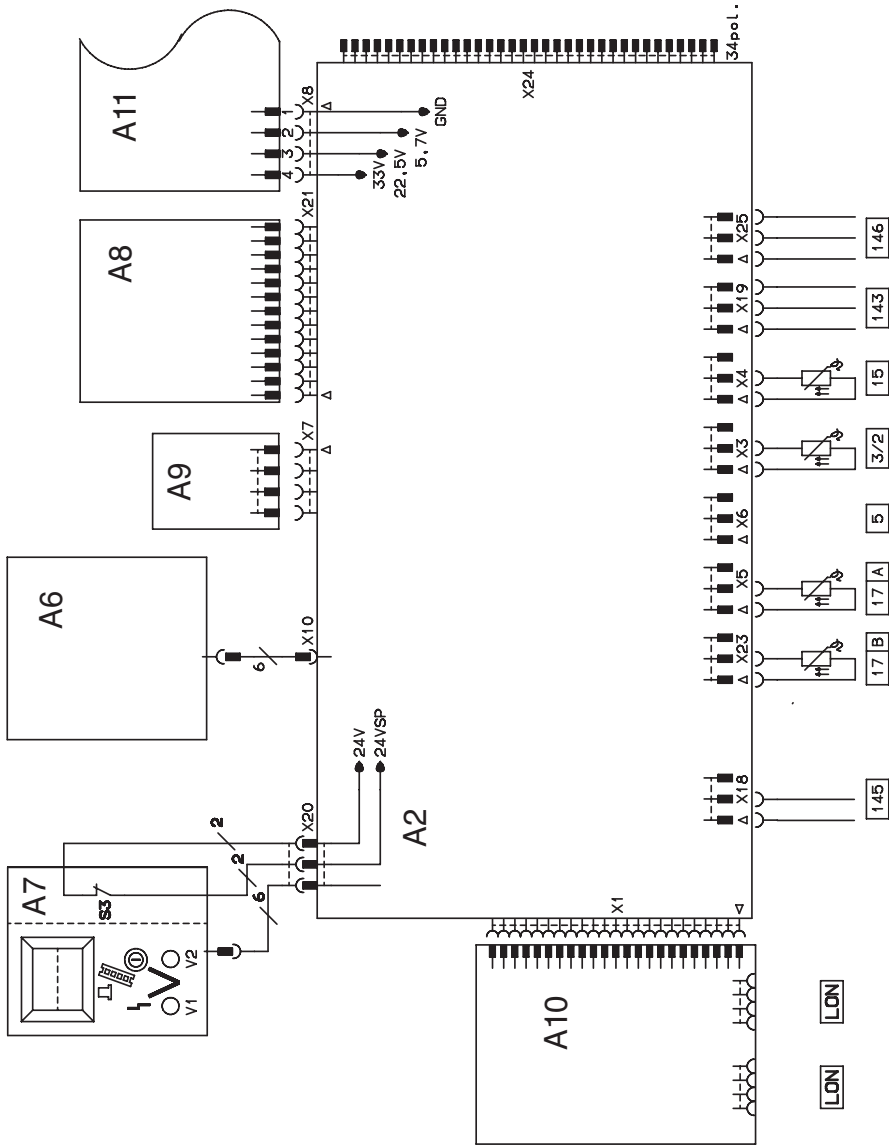 A11
1 2 3 4
X8
GND
5,7V
22,5V
33V
A8
X21
A9
X7
A6
6
X10
A7
S3
V1
V2
2
2
6
X20
24V
24VSP
A2
X24
34pol.
X1
A10
LON
LON
X18
145
X23
17 B
X5
17 A
X6
5
X3
3/2
X4
15
X19
143
X25
146